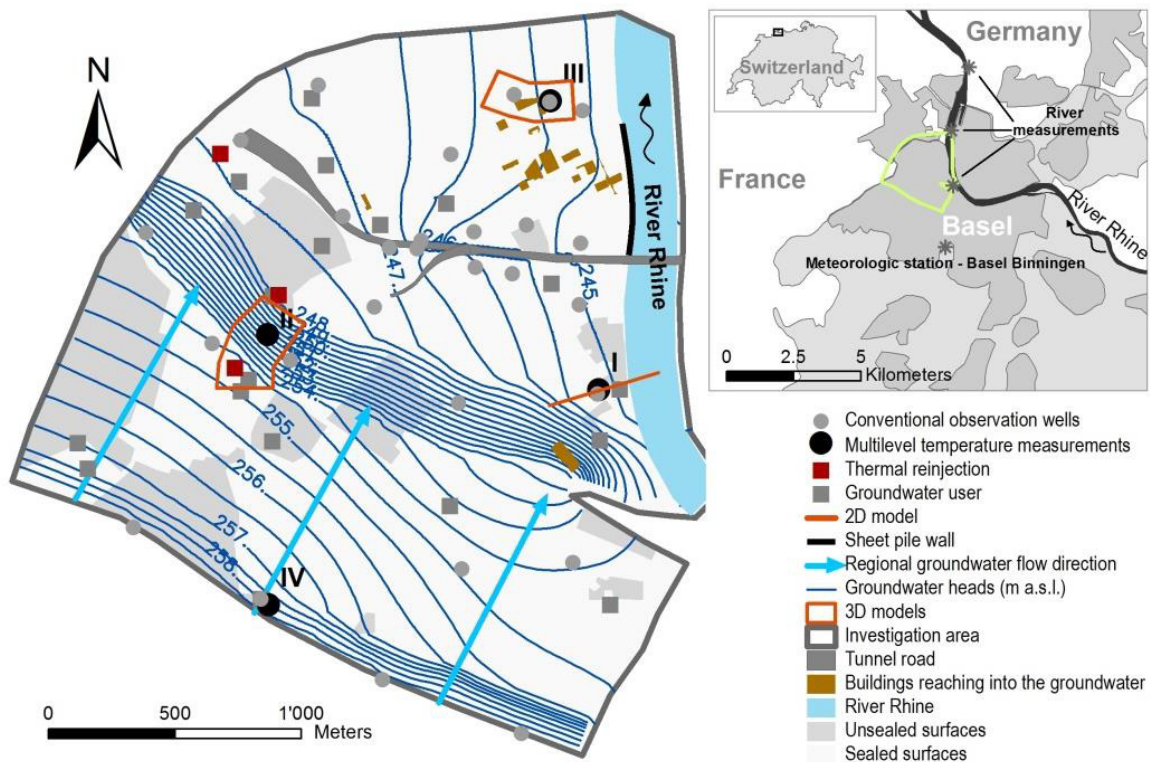 N
III
River Rhine
246.
247.
245.
248.
II
254.
I
255.
256.
257.
258.
IV
0 500 1'000
Meters
Switzerland
Germany
River
measurements
France
Basel
River Rhine
Meteorologic station - Basel Binningen
0 2.5 5
Kilometers
Conventional observation wells
Multilevel temperature measurements
Thermal reinjection
Groundwater user
2D model
Sheet pile wall
Regional groundwater flow direction
Groundwater heads (m a.s.l.)
3D models
Investigation area
Tunnel road
Buildings reaching into the groundwater
River Rhine
Unsealed surfaces
Sealed surfaces